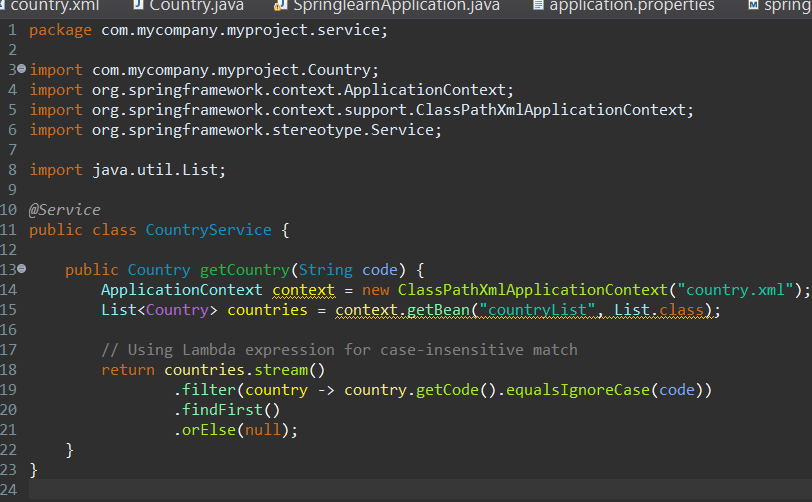 country.xml Country.java SpringlearnApplication.java application.properties spring
1 package com.mycompany.myproject.service;
2
3 import com.mycompany.myproject.Country;
4 import org.springframework.context.ApplicationContext;
5 import org.springframework.context.support.ClassPathXmlApplicationContext;
6 import org.springframework.stereotype.Service;
7
8 import java.util.List;
9
10 @Service
11 public class CountryService {
12
13     public Country getCountry(String code) {
14         ApplicationContext context = new ClassPathXmlApplicationContext("country.xml");
15         List<Country> countries = context.getBean("countryList", List.class);
16
17         // Using Lambda expression for case-insensitive match
18         return countries.stream()
19                 .filter(country -> country.getCode().equalsIgnoreCase(code))
20                 .findFirst()
21                 .orElse(null);
22     }
23 }
24